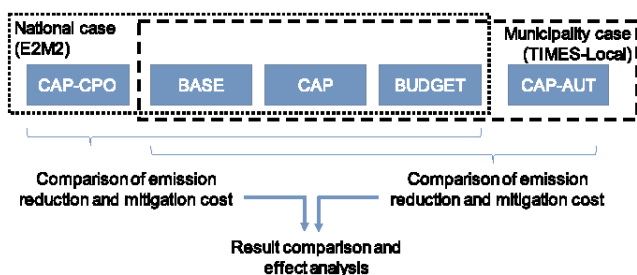 National case
(E2M2)
Municipality case
(TIMES-Local)
CAP-CPO
BASE
CAP
BUDGET
CAP-AUT
Comparison of emission
reduction and mitigation cost
Comparison of emission
reduction and mitigation cost
Result comparison and
effect analysis